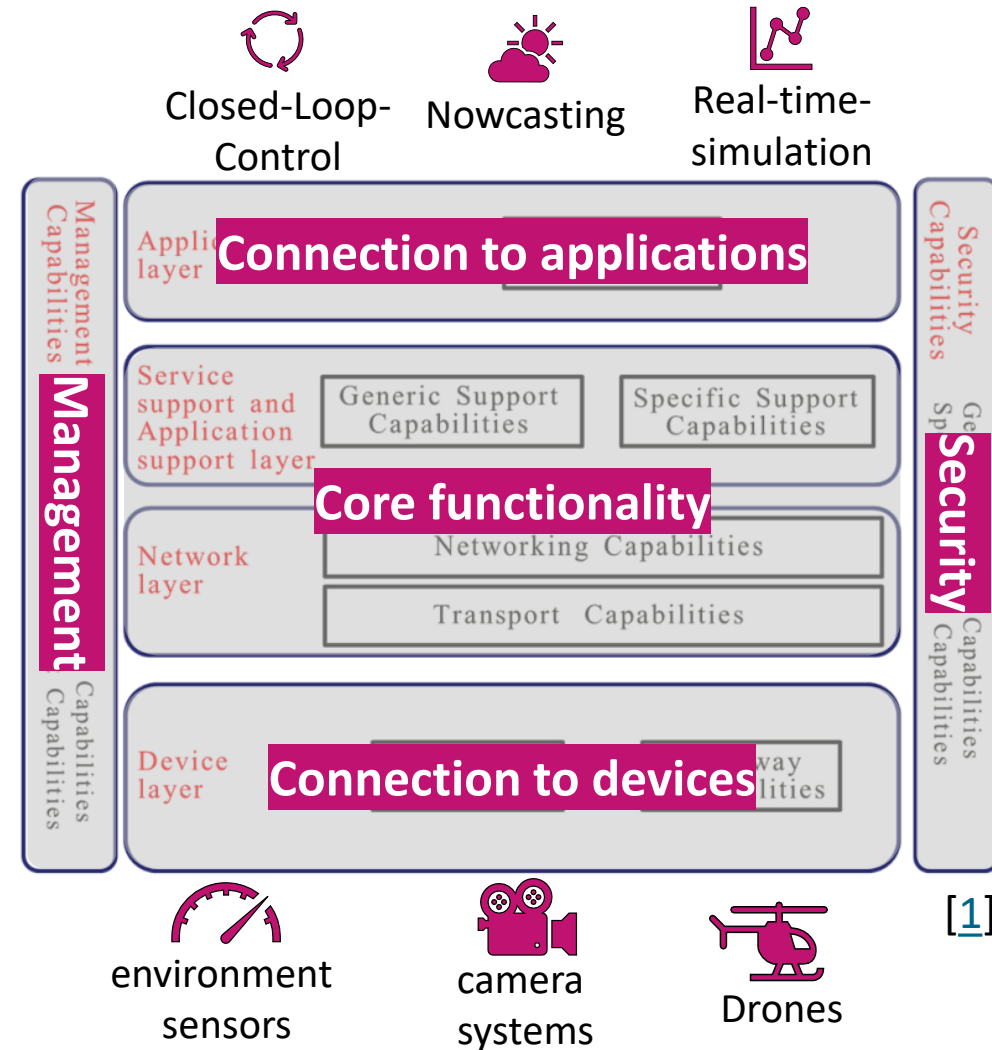 Closed-Loop-
Control
Nowcasting
Real-time-
simulation
Management
Capabilities
Management
Capabilities
Capabilities
layer
Connection to applications
Service
support and
Application
support layer
Generic Support
Capabilities
Specific Support
Capabilities
Core functionality
Network
layer
Networking Capabilities
Transport Capabilities
Device
layer
Connection to devices
Security
Capabilities
Security
Capabilities
Capabilities
[1]
environment
sensors
camera
systems
Drones